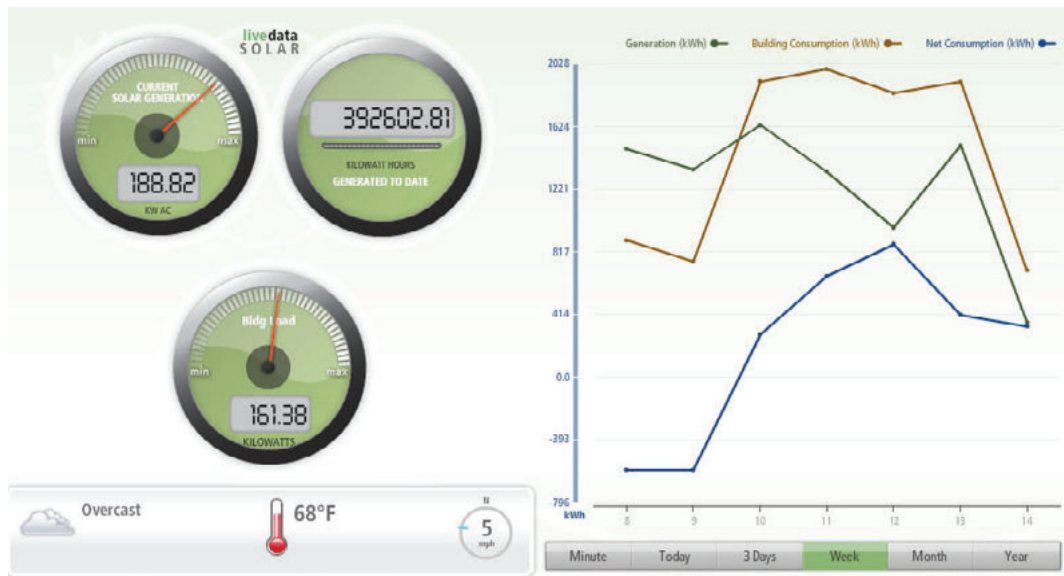 livedata
SOLAR
CURRENT
SOLAR GENERATION
min max
188.82
KW AC
392602.81
KILOWATT HOURS
GENERATED TO DATE
Bldg Load
min max
161.38
KILOWATTS
Overcast
68°F
N
5
mph
Generation (kWh) Building Consumption (kWh) Net Consumption (kWh)
2028
1624
1221
817
414
0.0
-393
-796
kWh
8 9 10 11 12 13 14
Minute Today 3 Days Week Month Year